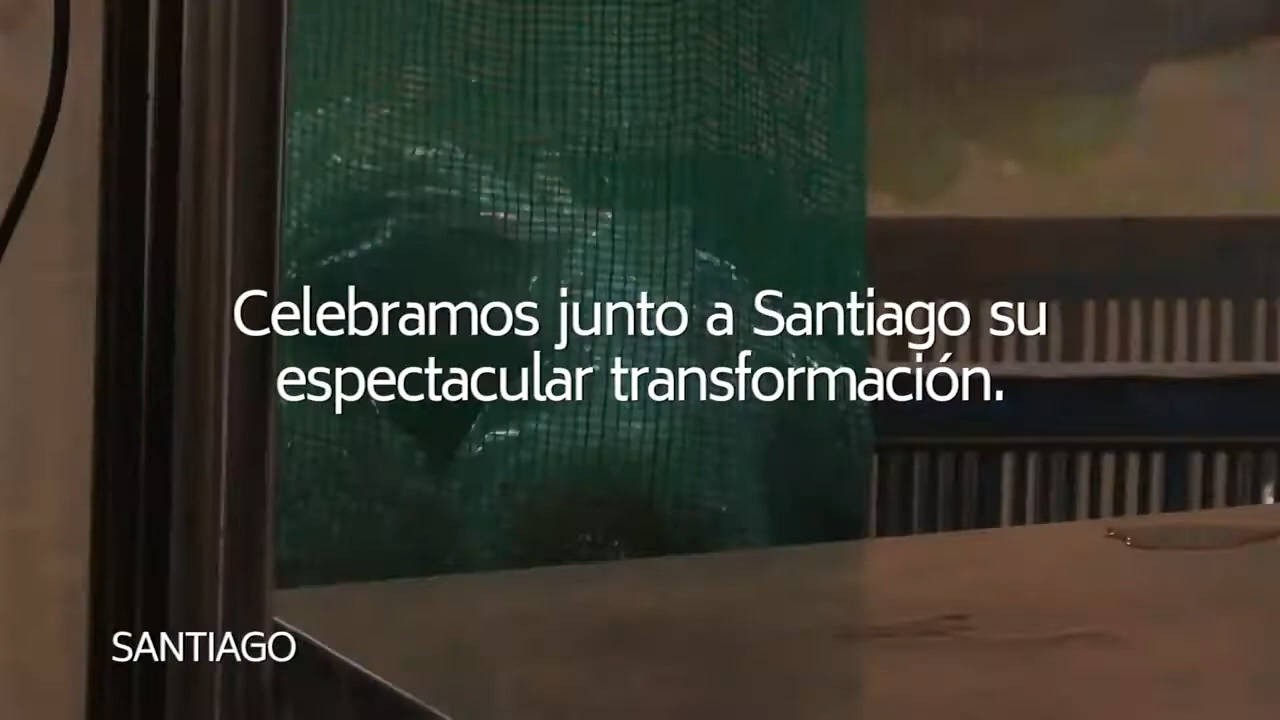 Celebramos junto a Santiago su
espectacular transformación.
SANTIAGO